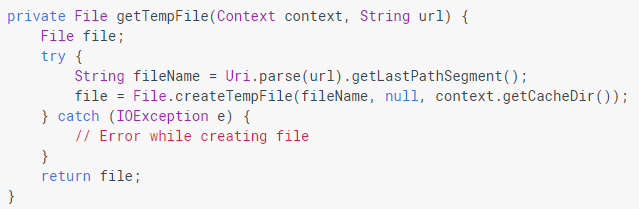 private File getTempFile(Context context, String url) {
    File file;
    try {
        String fileName = Uri.parse(url).getLastPathSegment();
        file = File.createTempFile(fileName, null, context.getCacheDir());
    } catch (IOException e) {
        // Error while creating file
    }
    return file;
}